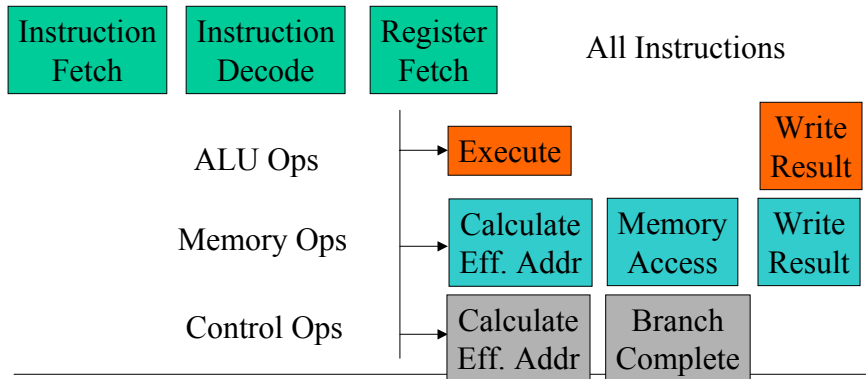 Instruction
Fetch
Instruction
Decode
Register
Fetch
All Instructions
ALU Ops
Execute
Write
Result
Memory Ops
Calculate
Eff. Addr
Memory
Access
Write
Result
Control Ops
Calculate
Eff. Addr
Branch
Complete